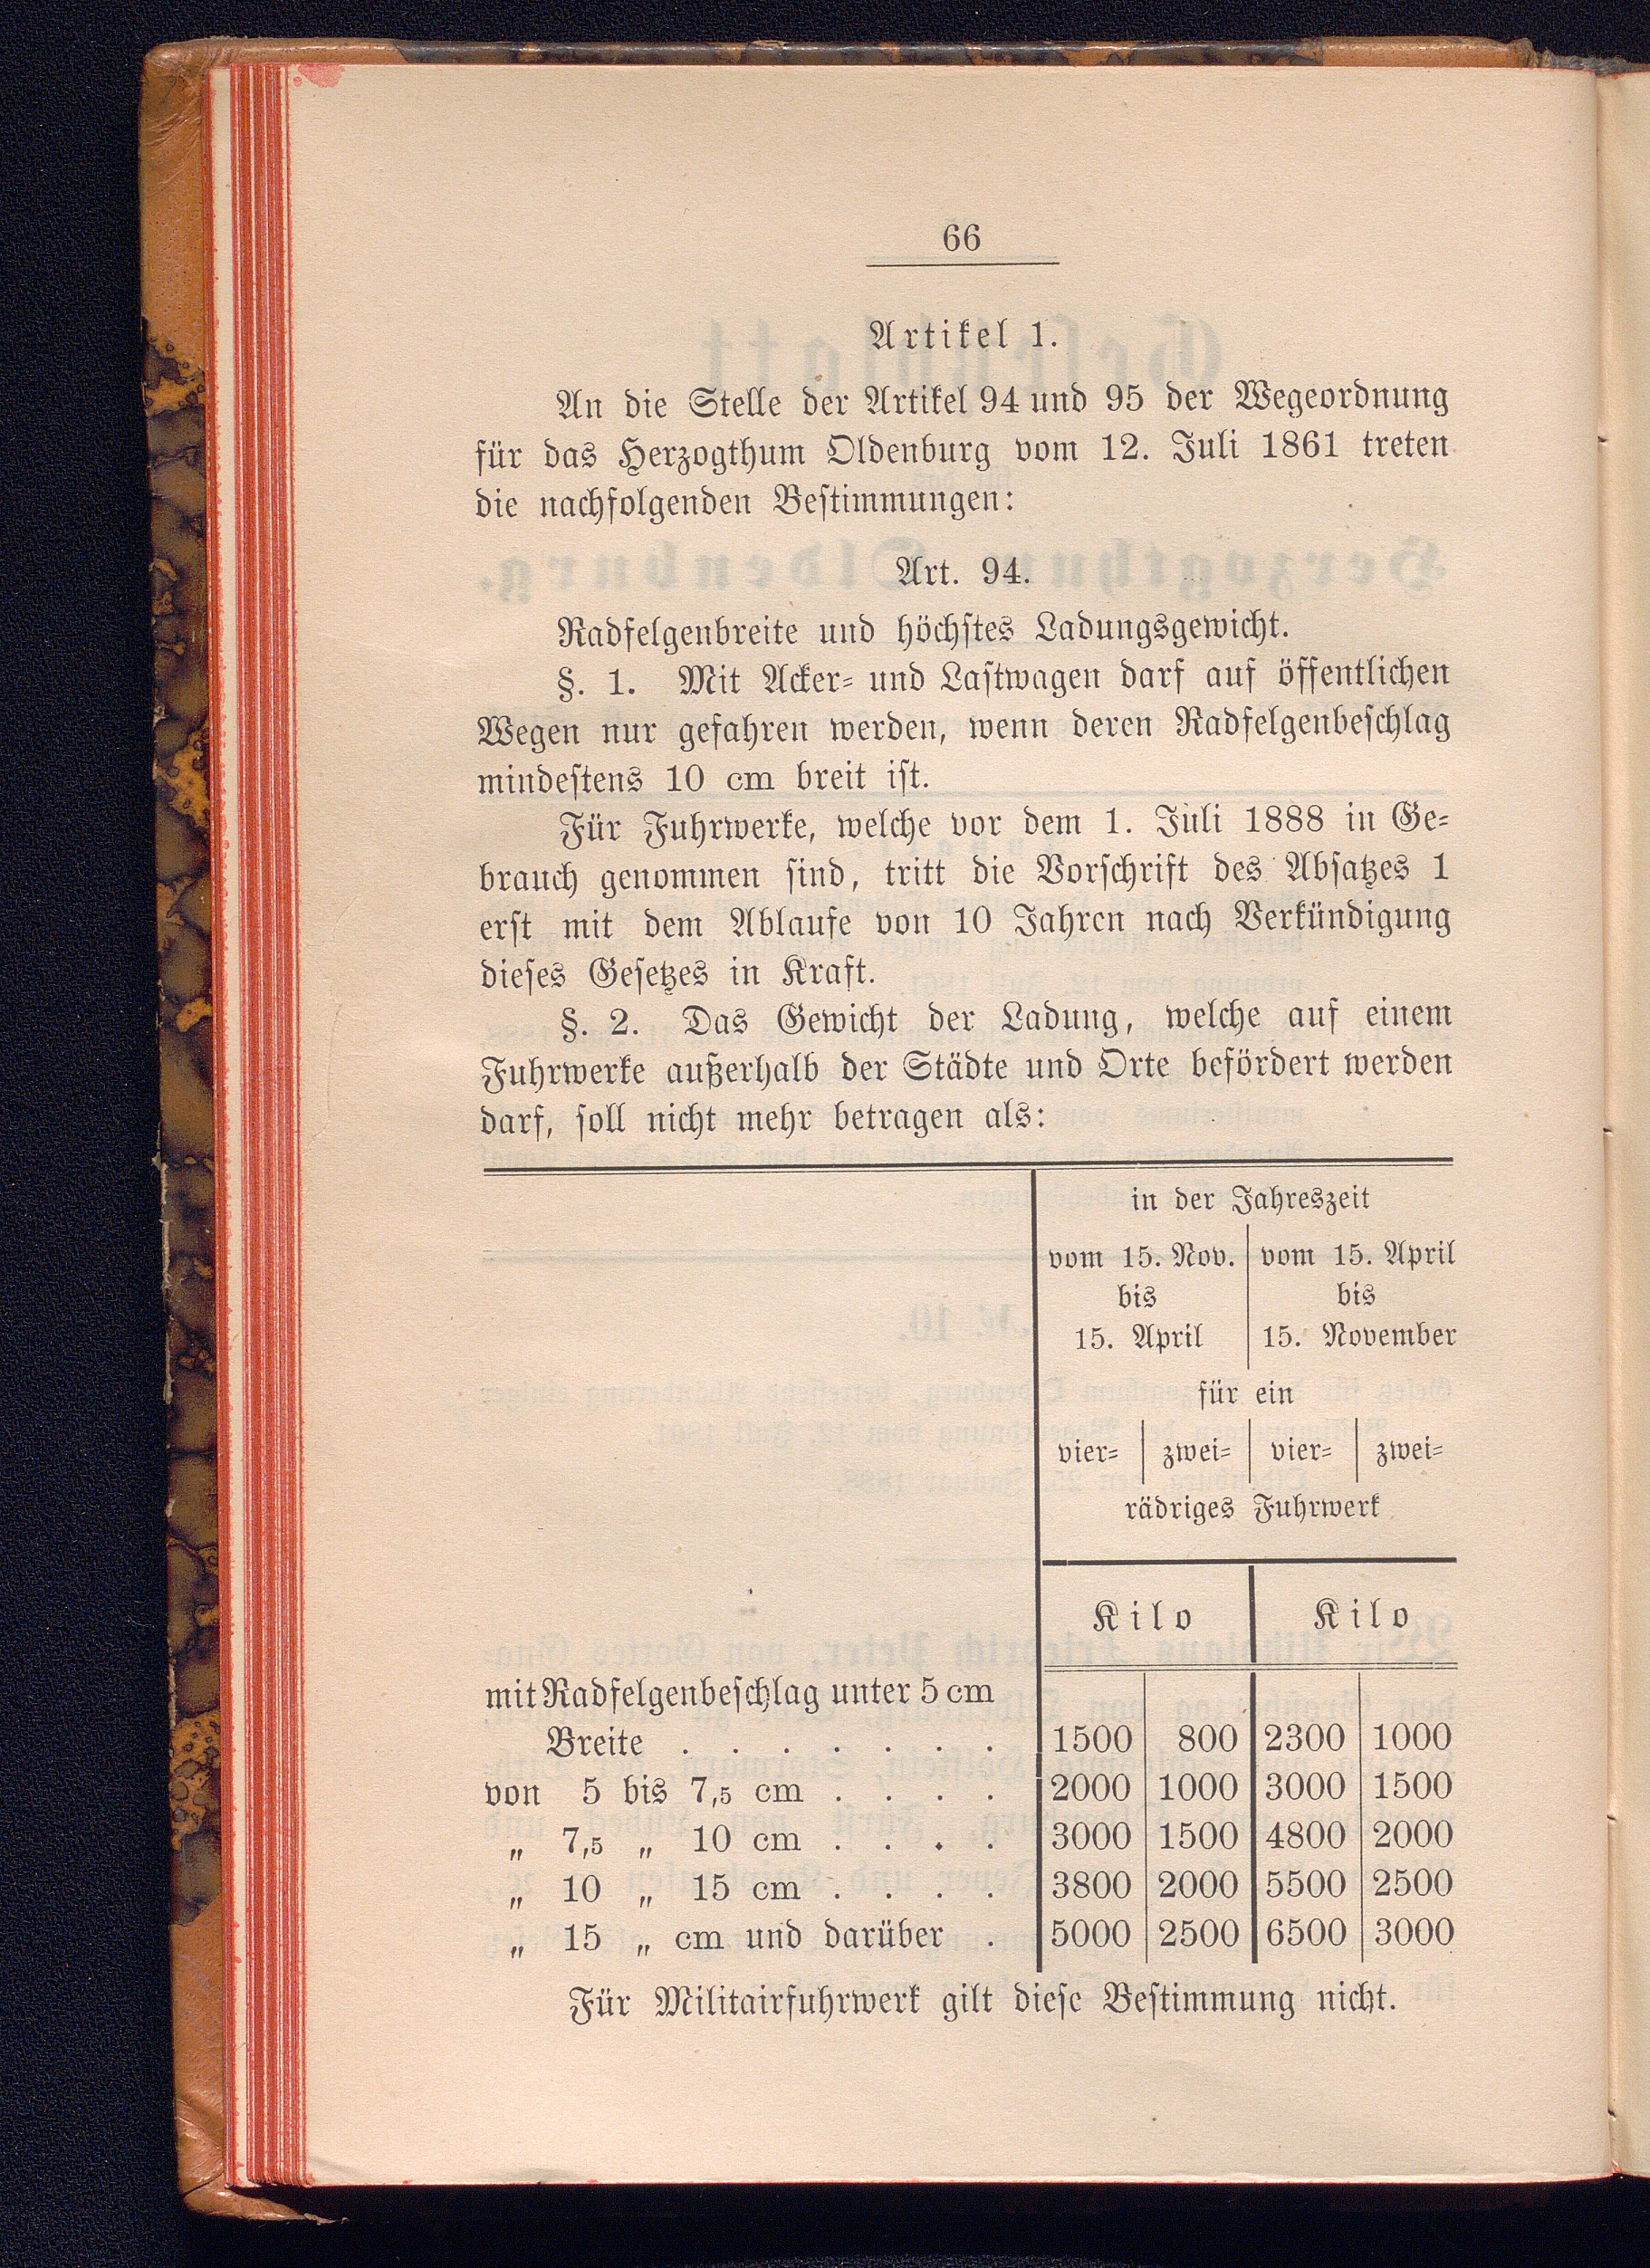 66
Artikel 1.
An die Stelle der Artikel 94 und 95 der Wegeordnung
für das Herzogthum Oldenburg vom 12. Juli 1861 treten
die nachfolgenden Bestimmungen:
Art. 94.
Radfelgenbreite und höchstes Ladungsgewicht.
§. 1. Mit Acker- und Lastwagen darf auf öffentlichen
Wegen nur gefahren werden, wenn deren Radfelgenbeschlag
mindestens 10 cm breit ist.
Für Fuhrwerke, welche vor dem 1. Juli 1888 in Ge-
brauch genommen sind, tritt die Vorschrift des Absatzes 1
erst mit dem Ablaufe von 10 Jahren nach Verkündigung
dieses Gesetzes in Kraft.
§. 2. Das Gewicht der Ladung, welche auf einem
Fuhrwerke außerhalb der Städte und Orte befördert werden
darf, soll nicht mehr betragen als:
in der Jahreszeit
vom 15. Nov. vom 15. April
bis bis
15. April 15. November
für ein
vier- zwei- vier- zwei-
rädriges Fuhrwerk
Kilo Kilo
mit Radfelgenbeschlag unter 5 cm
Breite . . . . . . . 1500 800 2300 1000
von 5 bis 7,5 cm . . . . 2000 1000 3000 1500
„ 7,5 „ 10 cm . . . . 3000 1500 4800 2000
„ 10 „ 15 cm . . . . 3800 2000 5500 2500
„ 15 „ cm und darüber . 5000 2500 6500 3000
Für Militairfuhrwerk gilt diese Bestimmung nicht.